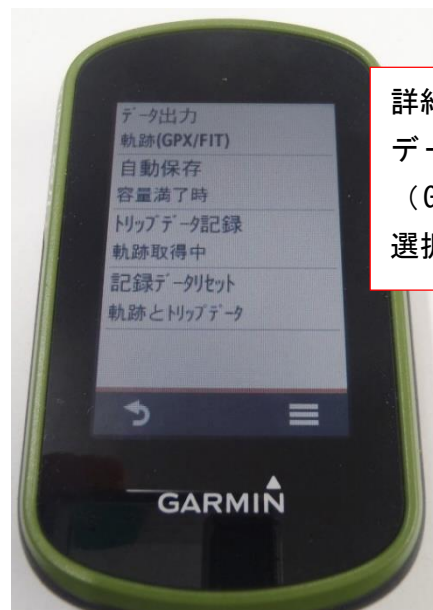 データ出力
軌跡(GPX/FIT)
自動保存
容量満了時
トリップデータ記録
軌跡取得中
記録データリセット
軌跡とトリップデータ
GARMIN
詳細
デー
（G
選択